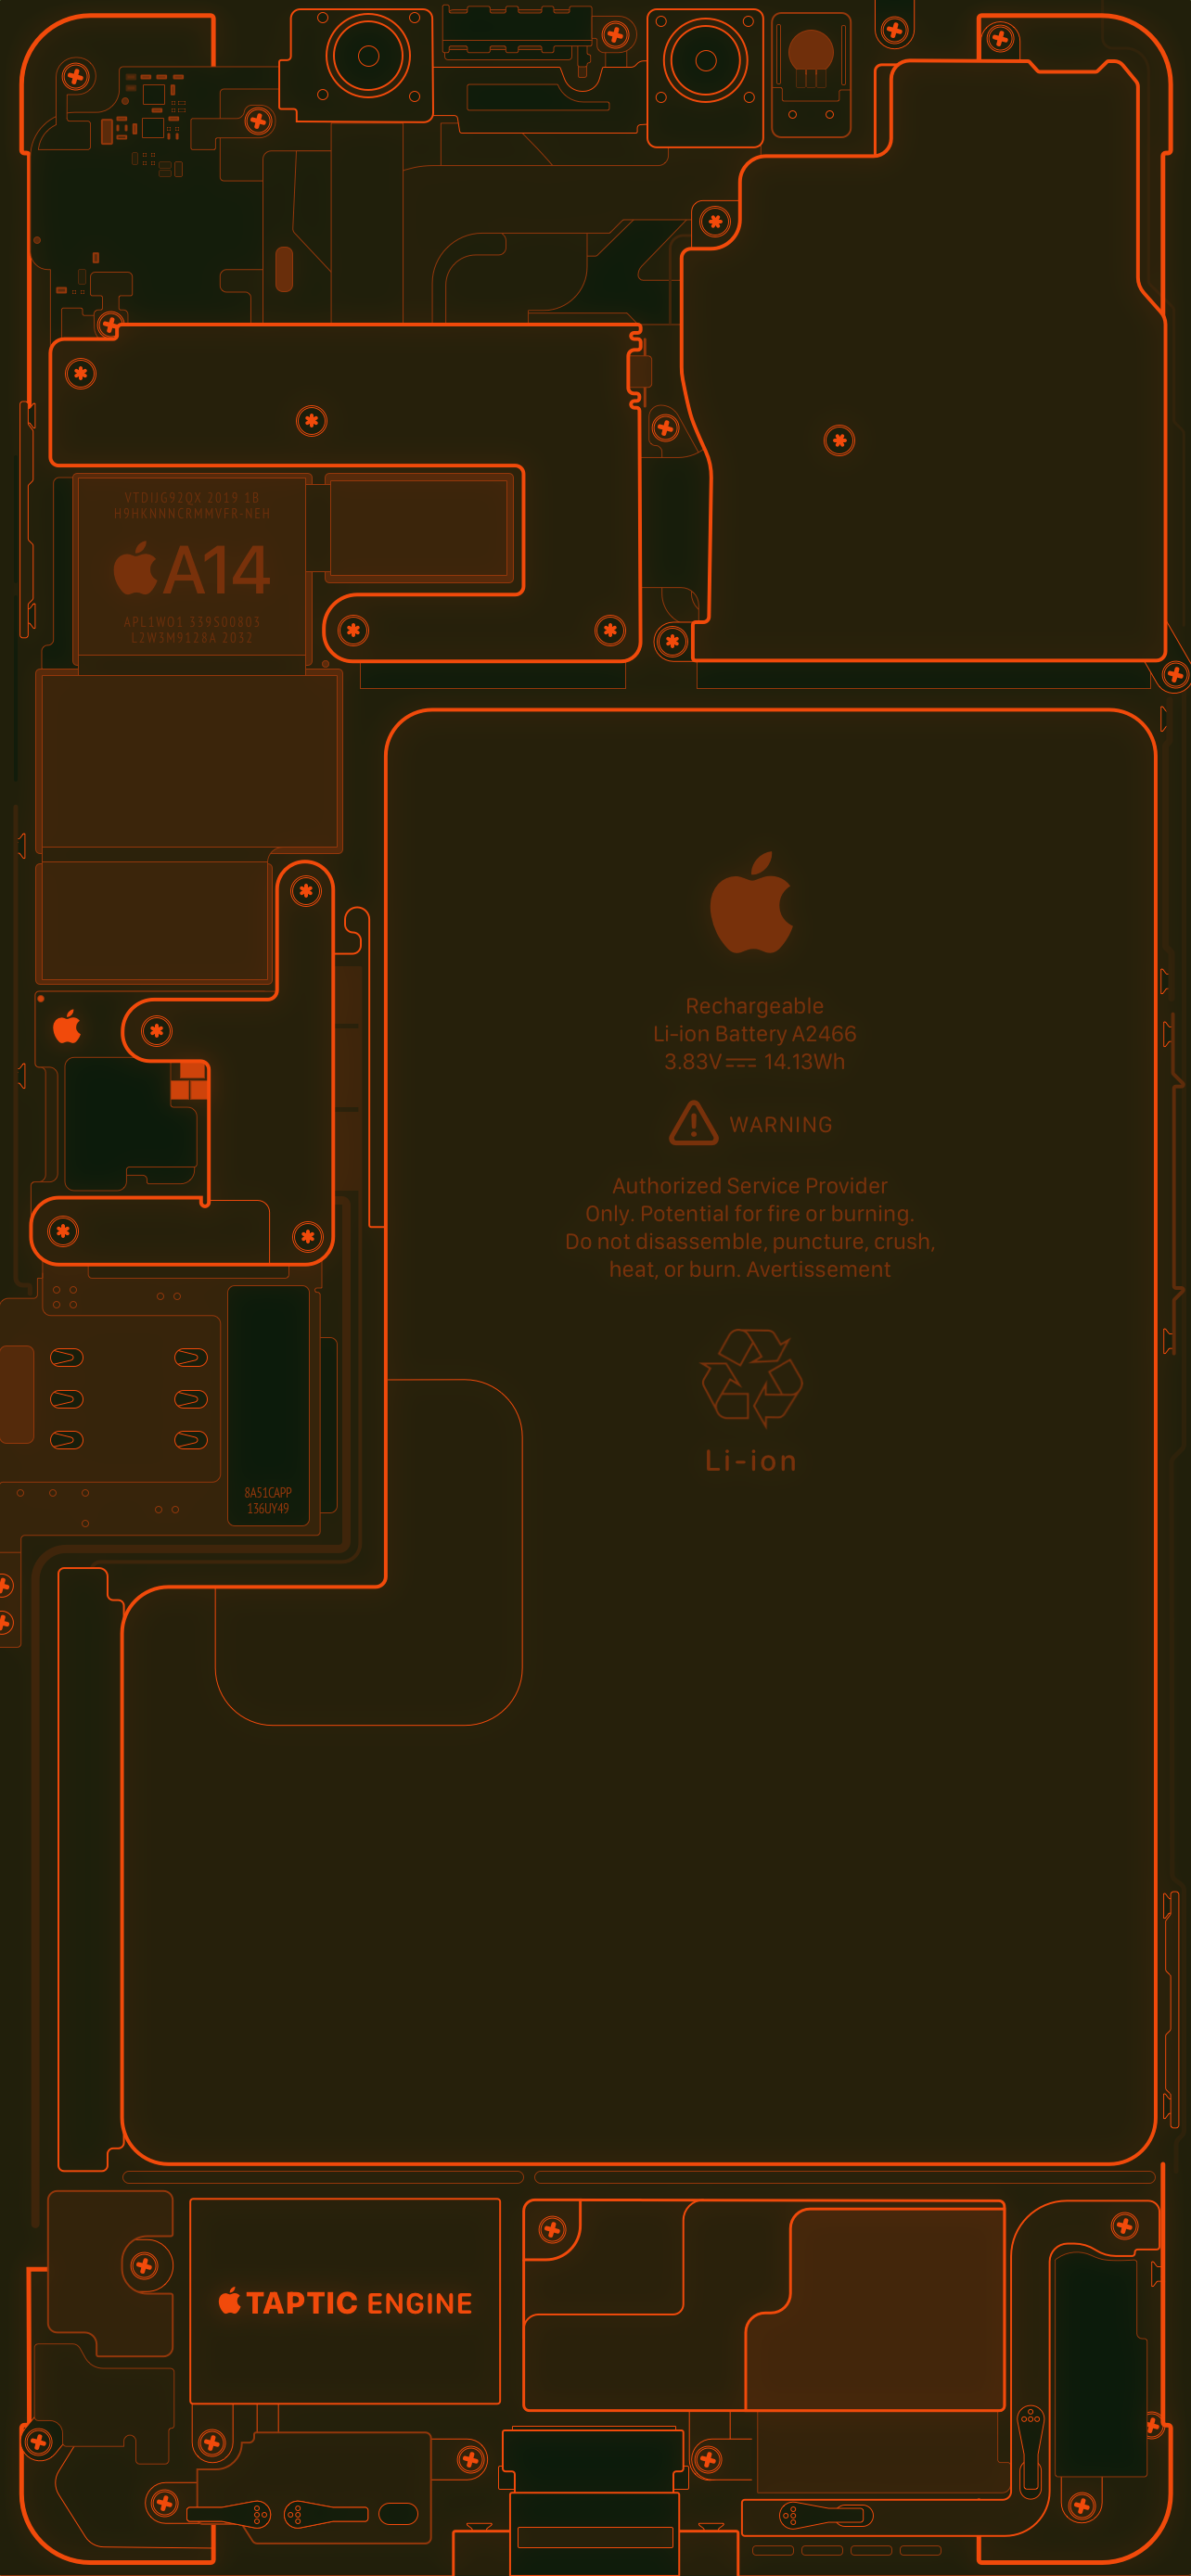 VTDIJG92QX 2019 1B
H9HKNNNCRMMVFR-NEH
A14
APL1W01 339S00803
L2W3M9128A 2032
Rechargeable
Li-ion Battery A2466
3.83V 14.13Wh
WARNING
Authorized Service Provider
Only. Potential for fire or burning.
Do not disassemble, puncture, crush,
heat, or burn. Avertissement
Li-ion
8A51CAPP
136UY49
TAPTIC ENGINE